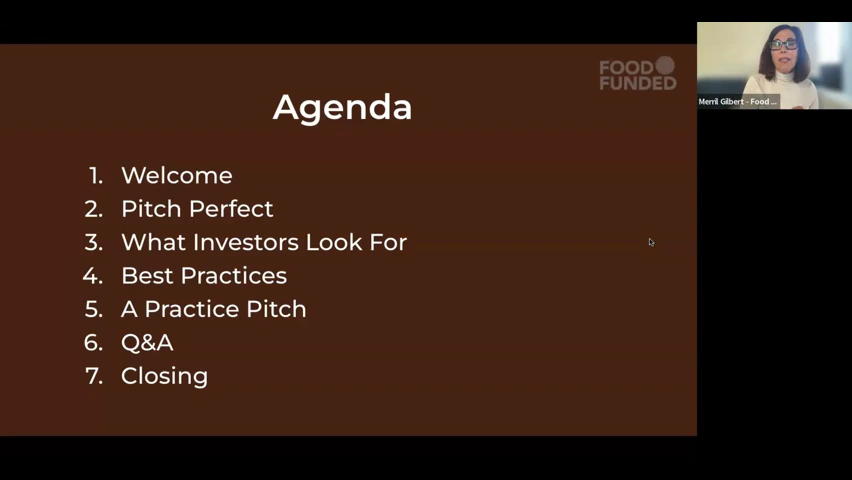 FOOD
FUNDED
Agenda
1. Welcome
2. Pitch Perfect
3. What Investors Look For
4. Best Practices
5. A Practice Pitch
6. Q&A
7. Closing
Merril Gilbert - Food ...